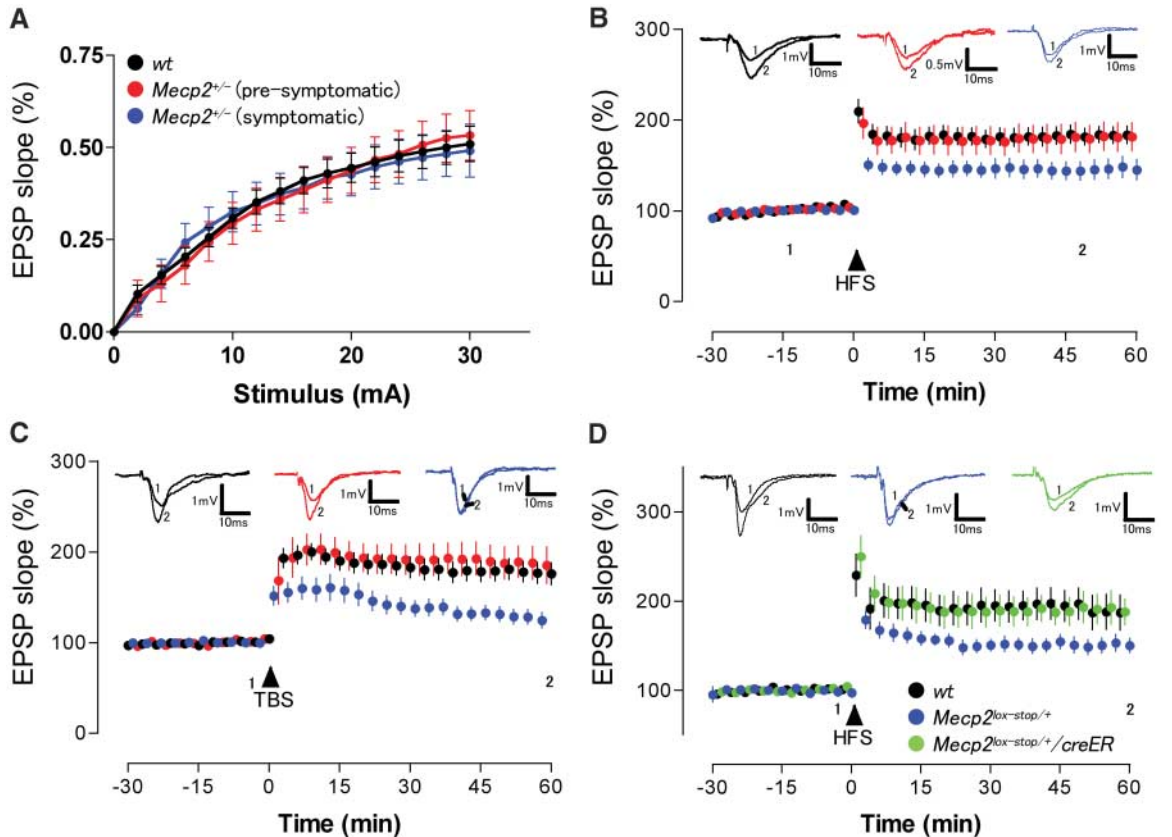 A
EPSP slope (%)
0.75
0.50
0.25
0.00
wt
Mecp2+/- (pre-symptomatic)
Mecp2+/- (symptomatic)
0 10 20 30
Stimulus (mA)
B
EPSP slope (%)
300
200
100
0
1 2 1mV 10ms
1 2 0.5mV 10ms
1 2 1mV 10ms
1 2
HFS
-30 -15 0 15 30 45 60
Time (min)
C
EPSP slope (%)
300
200
100
0
1 2 1mV 10ms
1 2 1mV 10ms
1 2 1mV 10ms
1 2
TBS
-30 -15 0 15 30 45 60
Time (min)
D
EPSP slope (%)
300
200
100
1 2 1mV 10ms
1 2 1mV 10ms
1 2 1mV 10ms
wt
1 Mecp2lox-stop/+ 2
HFS
Mecp2lox-stop/+/creER
-30 -15 0 15 30 45 60
Time (min)